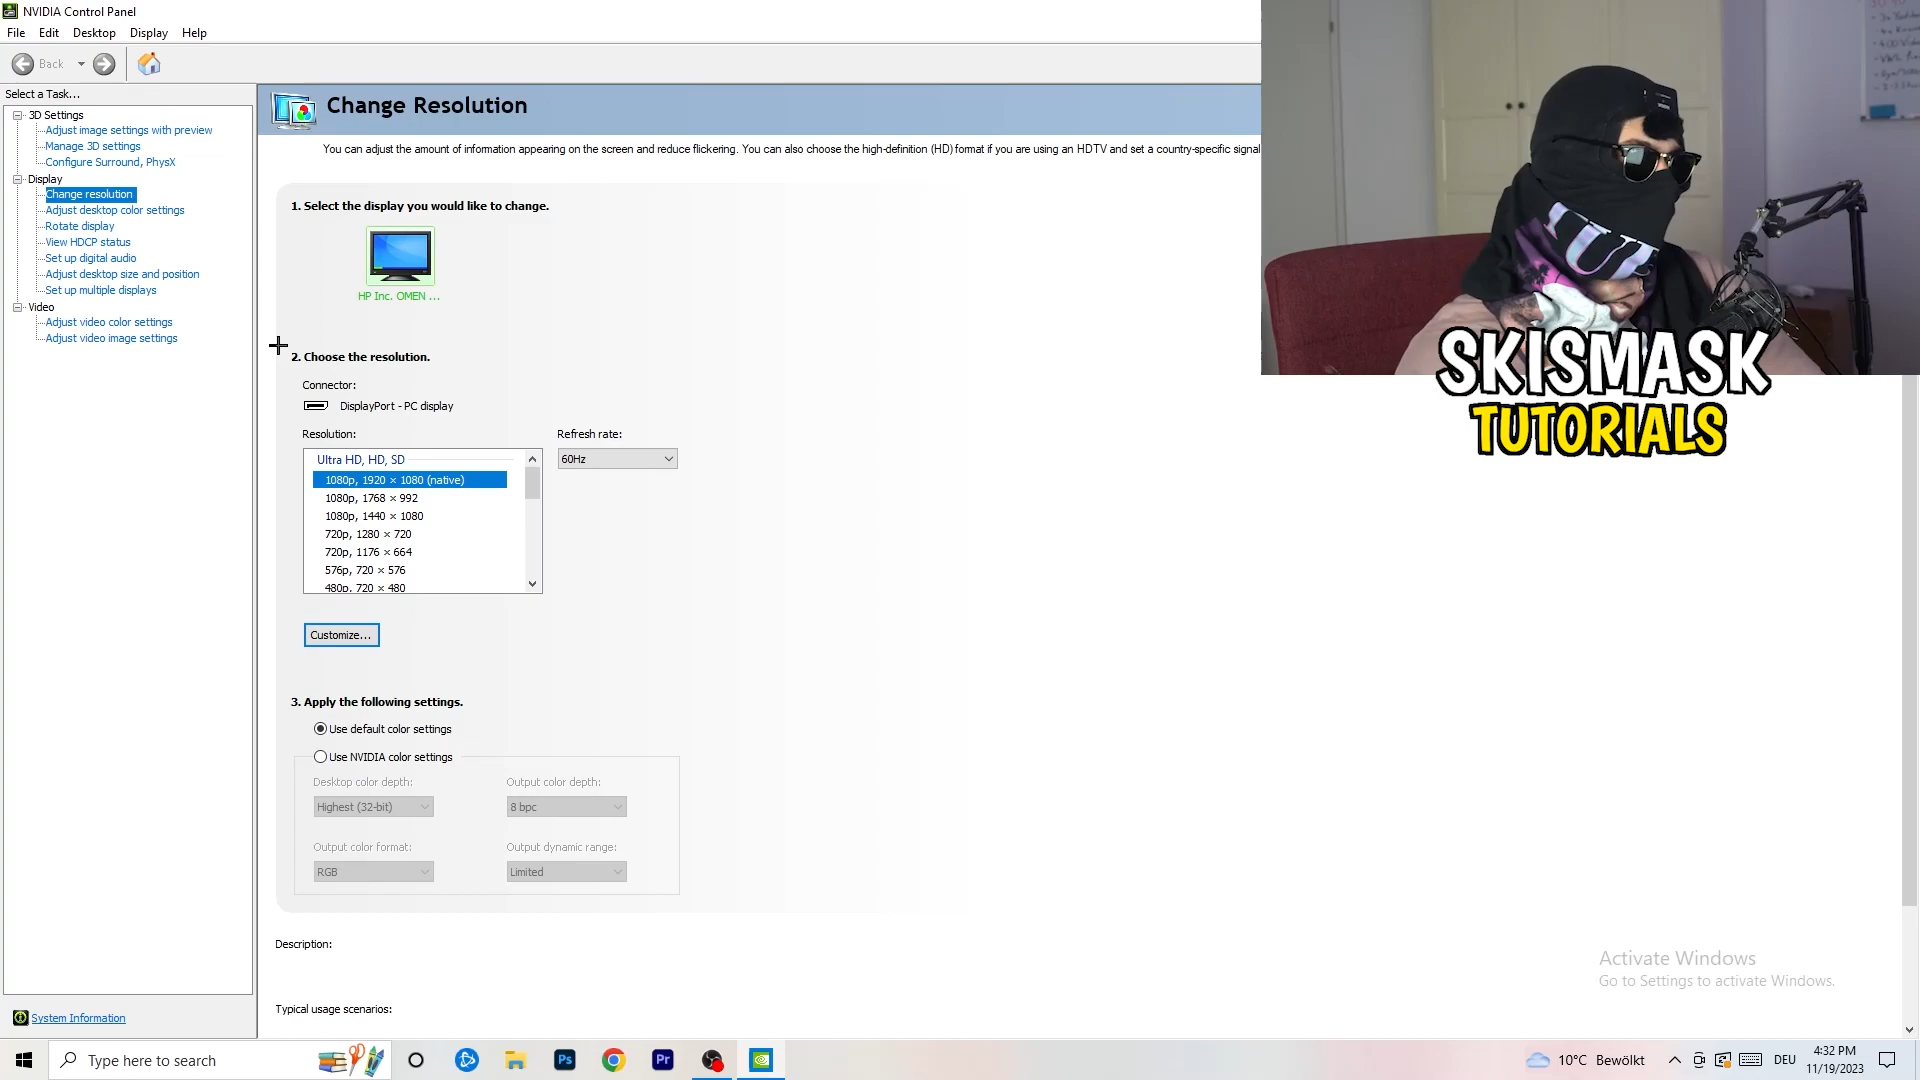 NVIDIA Control Panel
File Edit Desktop Display Help
Back
Select a Task...
3D Settings
Adjust image settings with preview
Manage 3D settings
Configure Surround, PhysX
Display
Change resolution
Adjust desktop color settings
Rotate display
View HDCP status
Set up digital audio
Adjust desktop size and position
Set up multiple displays
Video
Adjust video color settings
Adjust video image settings
System Information
Change Resolution
You can adjust the amount of information appearing on the screen and reduce flickering. You can also choose the high-definition (HD) format if you are using an HDTV and set a country-specific signal
1. Select the display you would like to change.
HP Inc. OMEN ...
2. Choose the resolution.
Connector:
DisplayPort - PC display
Resolution:
Refresh rate:
Ultra HD, HD, SD
60Hz
1080p, 1920 × 1080 (native)
1080p, 1768 × 992
1080p, 1440 × 1080
720p, 1280 × 720
720p, 1176 × 664
576p, 720 × 576
480p, 720 × 480
Customize...
3. Apply the following settings.
Use default color settings
Use NVIDIA color settings
Desktop color depth:
Output color depth:
Highest (32-bit)
8 bpc
Output color format:
Output dynamic range:
RGB
Limited
Description:
Typical usage scenarios:
SKISMASK
TUTORIALS
Activate Windows
Go to Settings to activate Windows.
Type here to search
Ps
Pr
10°C Bewölkt
DEU
4:32 PM
11/19/2023